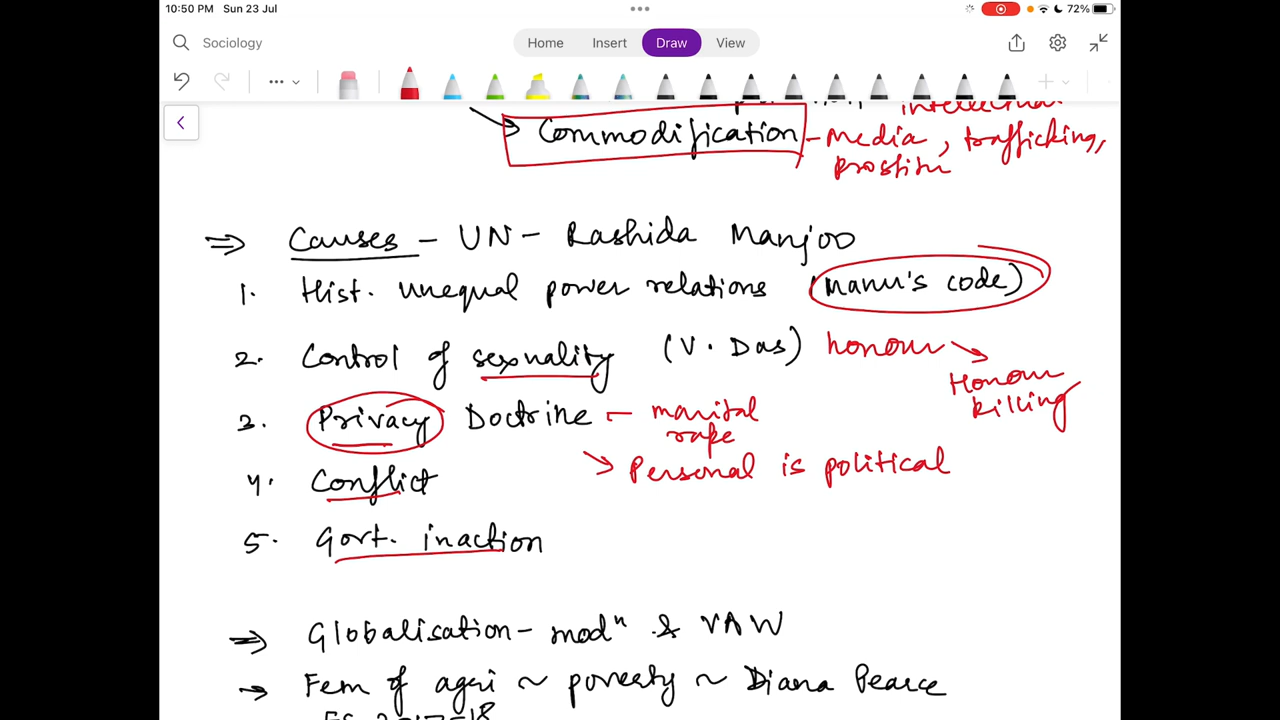 10:50 PM Sun 23 Jul
72%
Sociology
Home Insert Draw View
Commodification - media, trafficking,
prostitu
⇒ Causes - UN - Rashida Manjoo
1. Hist. unequal power relations (Manu's code)
2. Control of sexuality (V. Das) honour →
Honour
killing
3. Privacy Doctrine - marital
rape
→ Personal is political
4. Conflict
5. Govt. inaction
⇒ Globalisation - modⁿ & VAW
→ Fem of agri ~ poverty ~ Diana Pearce